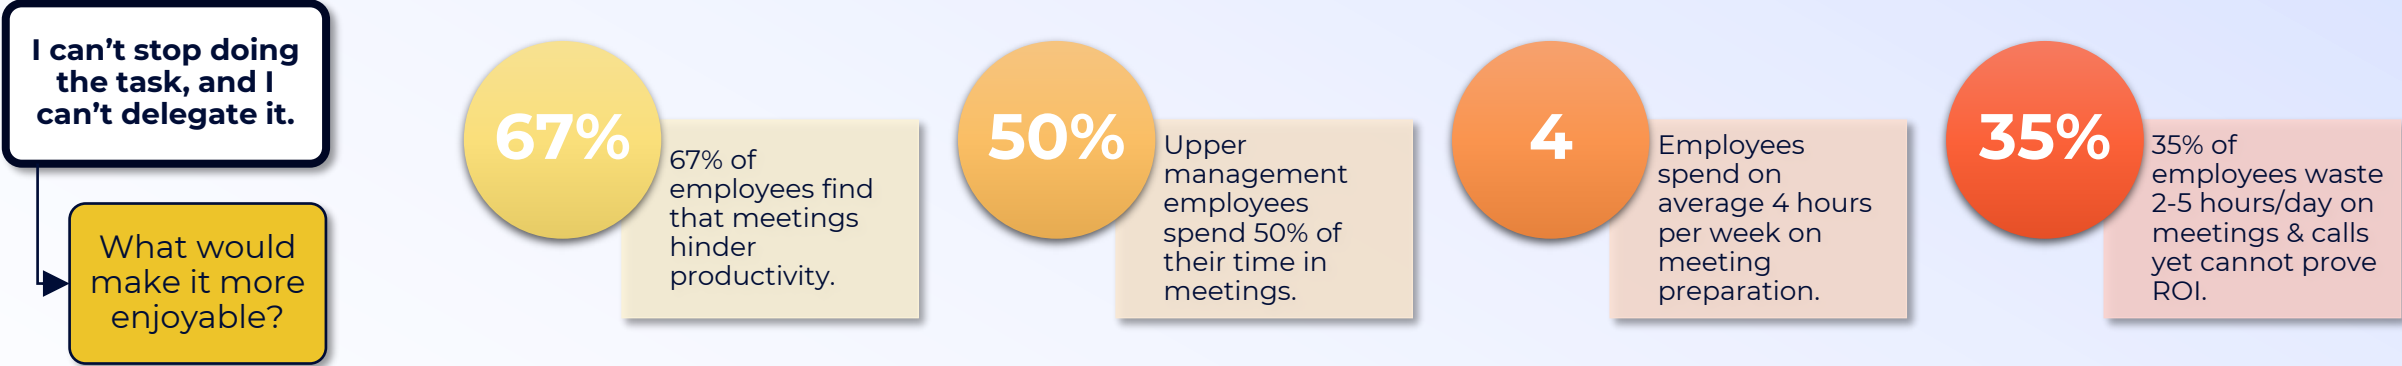 I can’t stop doing
the task, and I
can’t delegate it.
What would
make it more
enjoyable?
67%
67% of
employees find
that meetings
hinder
productivity.
50%
Upper
management
employees
spend 50% of
their time in
meetings.
4
Employees
spend on
average 4 hours
per week on
meeting
preparation.
35%
35% of
employees waste
2-5 hours/day on
meetings & calls
yet cannot prove
ROI.